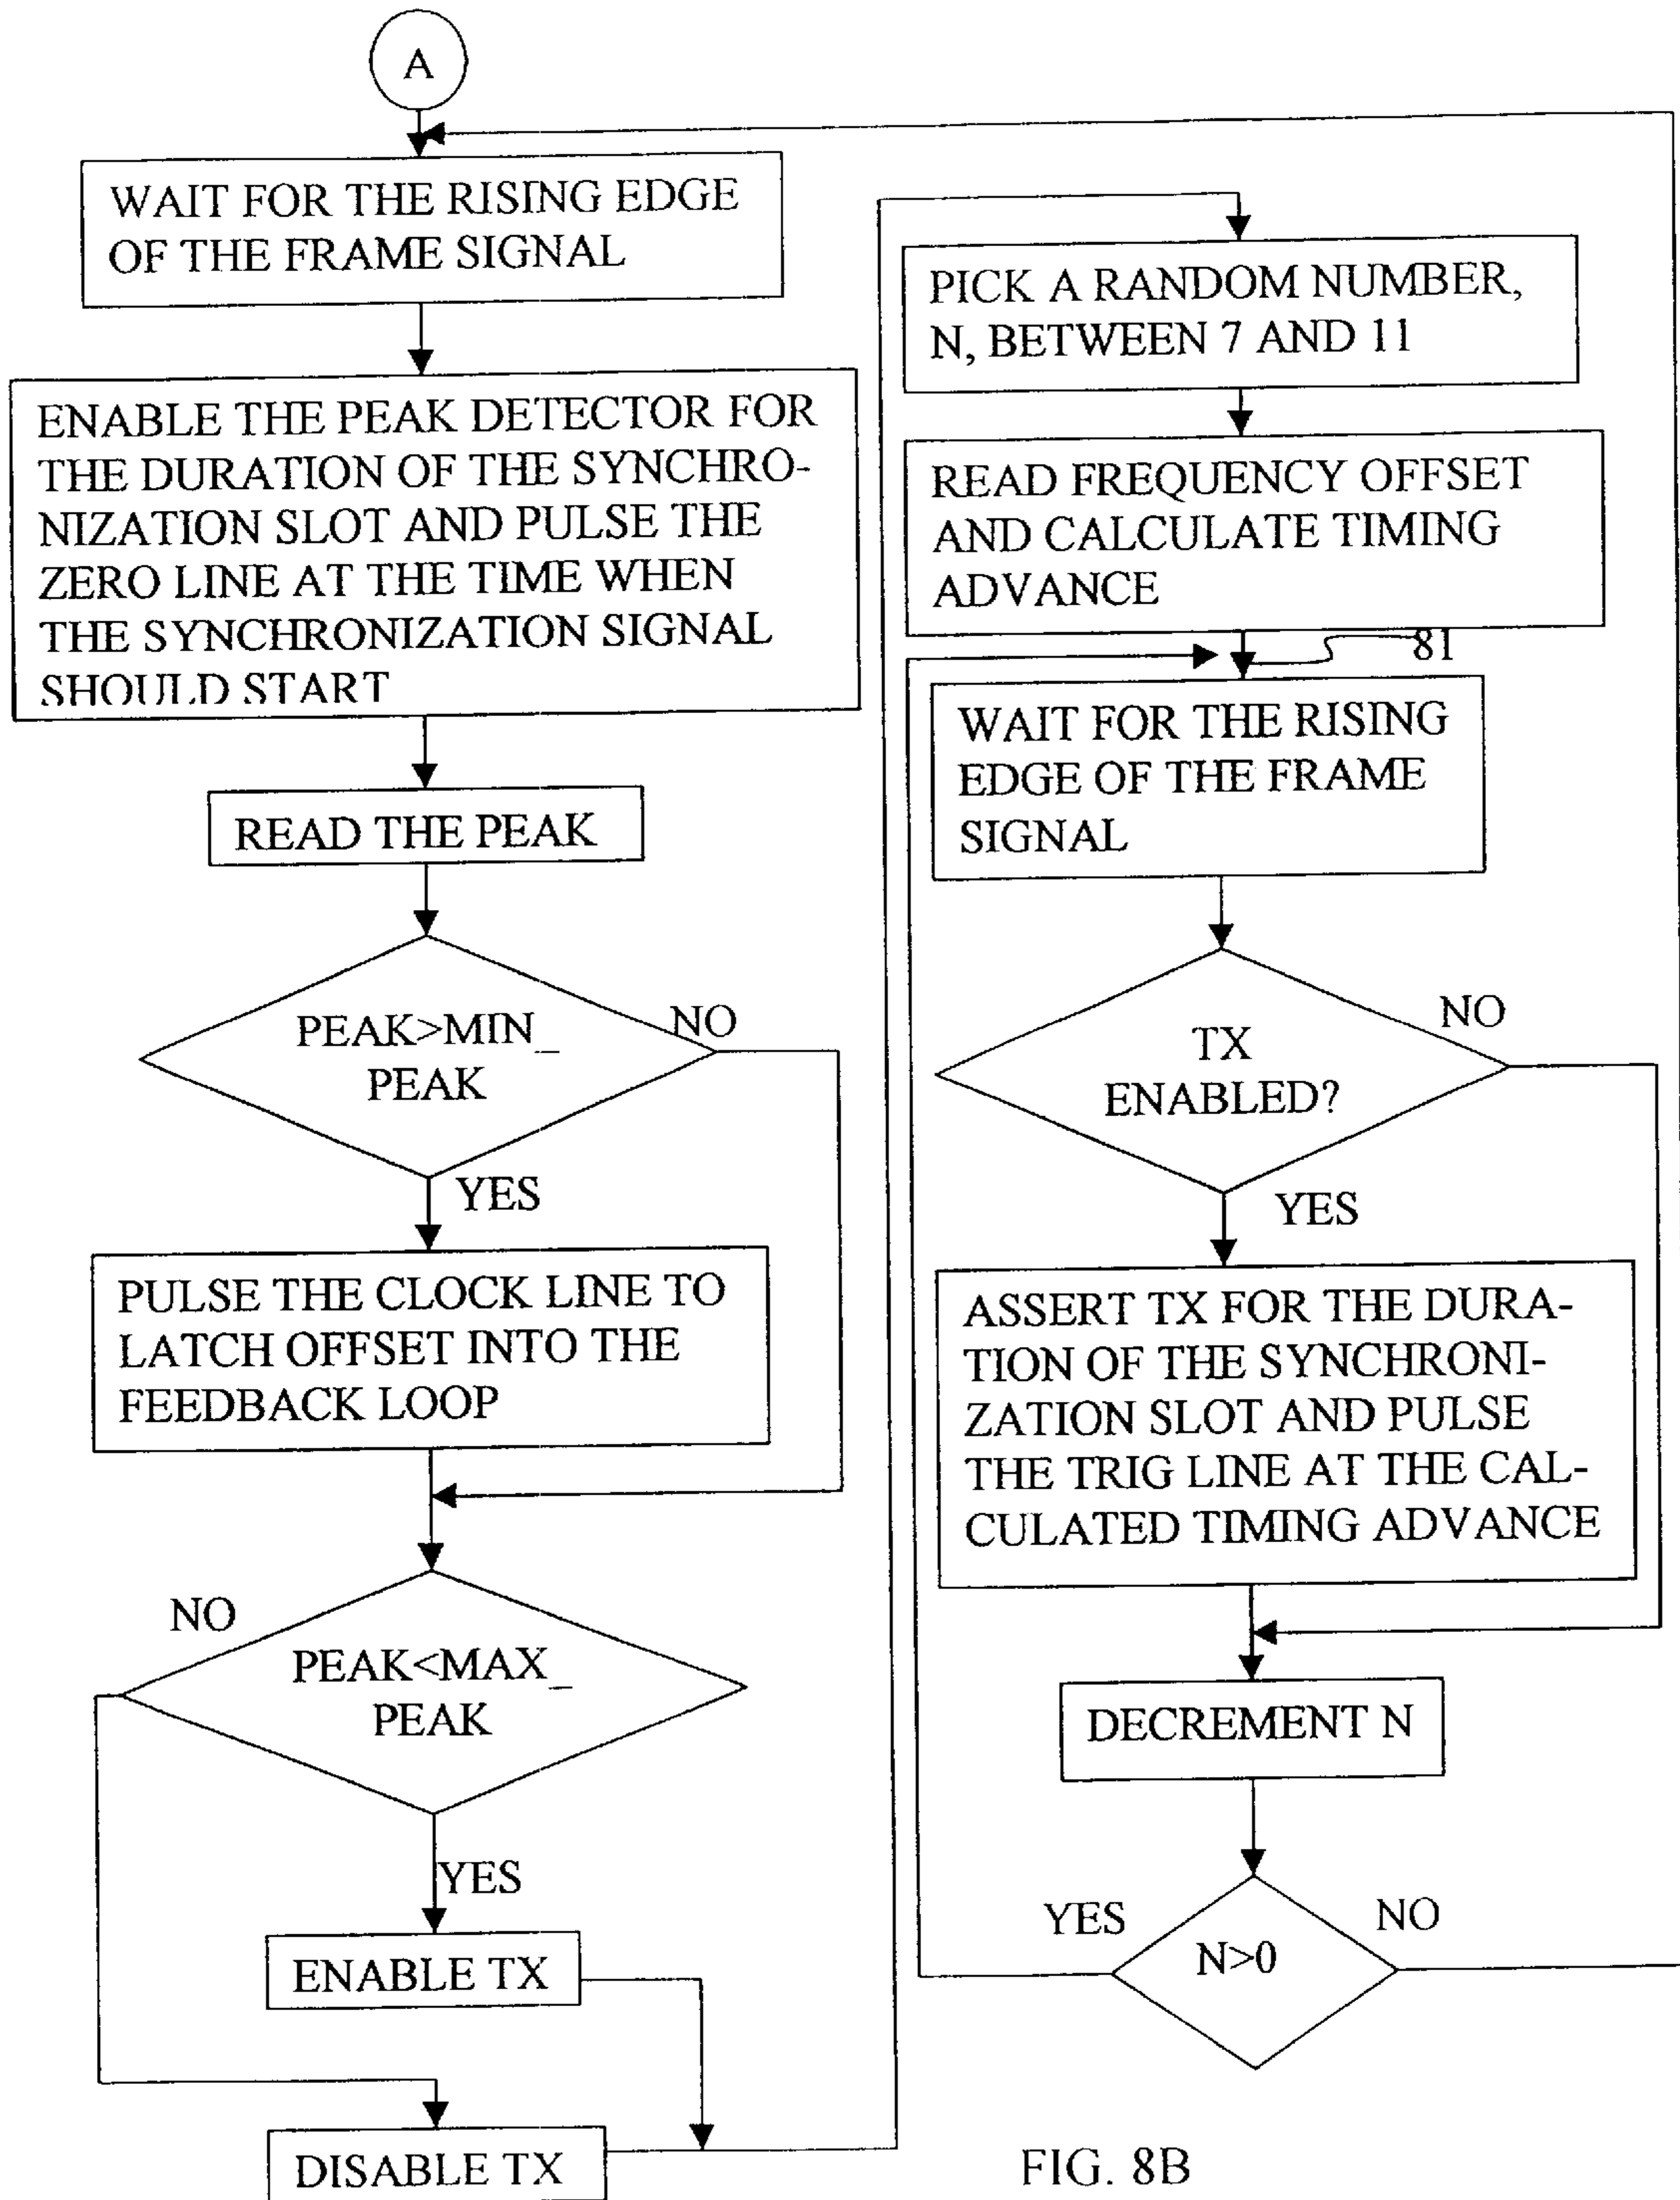 A
WAIT FOR THE RISING EDGE
OF THE FRAME SIGNAL
ENABLE THE PEAK DETECTOR FOR
THE DURATION OF THE SYNCHRO-
NIZATION SLOT AND PULSE THE
ZERO LINE AT THE TIME WHEN
THE SYNCHRONIZATION SIGNAL
SHOULD START
READ THE PEAK
PEAK>MIN_
PEAK
NO
YES
PULSE THE CLOCK LINE TO
LATCH OFFSET INTO THE
FEEDBACK LOOP
NO
PEAK<MAX_
PEAK
YES
ENABLE TX
DISABLE TX
PICK A RANDOM NUMBER,
N, BETWEEN 7 AND 11
READ FREQUENCY OFFSET
AND CALCULATE TIMING
ADVANCE
81
WAIT FOR THE RISING
EDGE OF THE FRAME
SIGNAL
TX
ENABLED?
NO
YES
ASSERT TX FOR THE DURA-
TION OF THE SYNCHRONI-
ZATION SLOT AND PULSE
THE TRIG LINE AT THE CAL-
CULATED TIMING ADVANCE
DECREMENT N
YES
N>0
NO
FIG. 8B